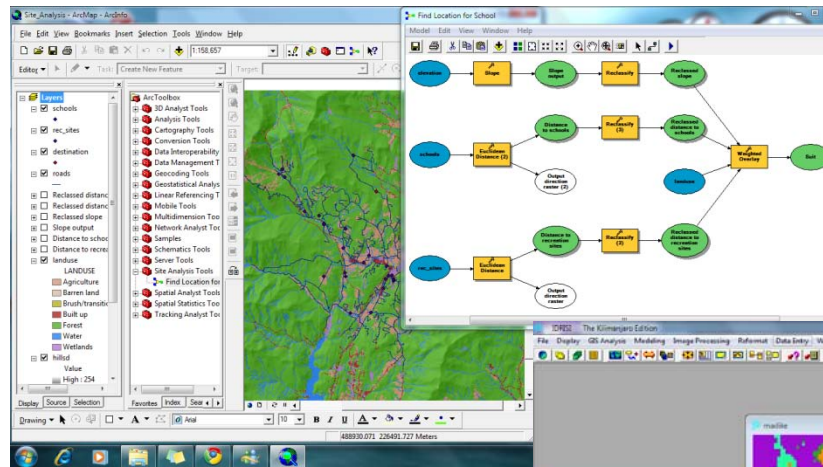 Site_Analysis - ArcMap - ArcInfo
File Edit View Bookmarks Insert Selection Tools Window Help
1:158,657
Editor Task: Create New Feature Target:
Layers
schools
rec_sites
destination
roads
Reclassed distanc
Reclassed distanc
Reclassed slope
Slope output
Distance to schoo
Distance to recrea
landuse
LANDUSE
Agriculture
Barren land
Brush/transitio
Built up
Forest
Water
Wetlands
hillsd
Value
High : 254
Display Source Selection
ArcToolbox
3D Analyst Tools
Analysis Tools
Cartography Tools
Conversion Tools
Data Interoperability
Data Management T
Geocoding Tools
Geostatistical Analys
Linear Referencing T
Mobile Tools
Multidimension Too
Network Analyst Too
Samples
Schematics Tools
Server Tools
Site Analysis Tools
Find Location for
Spatial Analyst Tools
Spatial Statistics Too
Tracking Analyst Too
Favorites Index Sear
Drawing Arial 10 B I U A
488930.071 226491.727 Meters
Find Location for School
Model Edit View Window Help
elevation
Slope
Slope output
Reclassify
Reclassed slope
schools
Euclidean Distance (2)
Distance to schools
Reclassify (3)
Reclassed distance to schools
Output direction raster (2)
Weighted Overlay
landuse
Suit
rec_sites
Euclidean Distance
Distance to recreation sites
Reclassify (2)
Reclassed distance to recreation sites
Output direction raster
IDRISI The Kilimanjaro Edition
File Display GIS Analysis Modeling Image Processing Reformat Data Entry W
madike